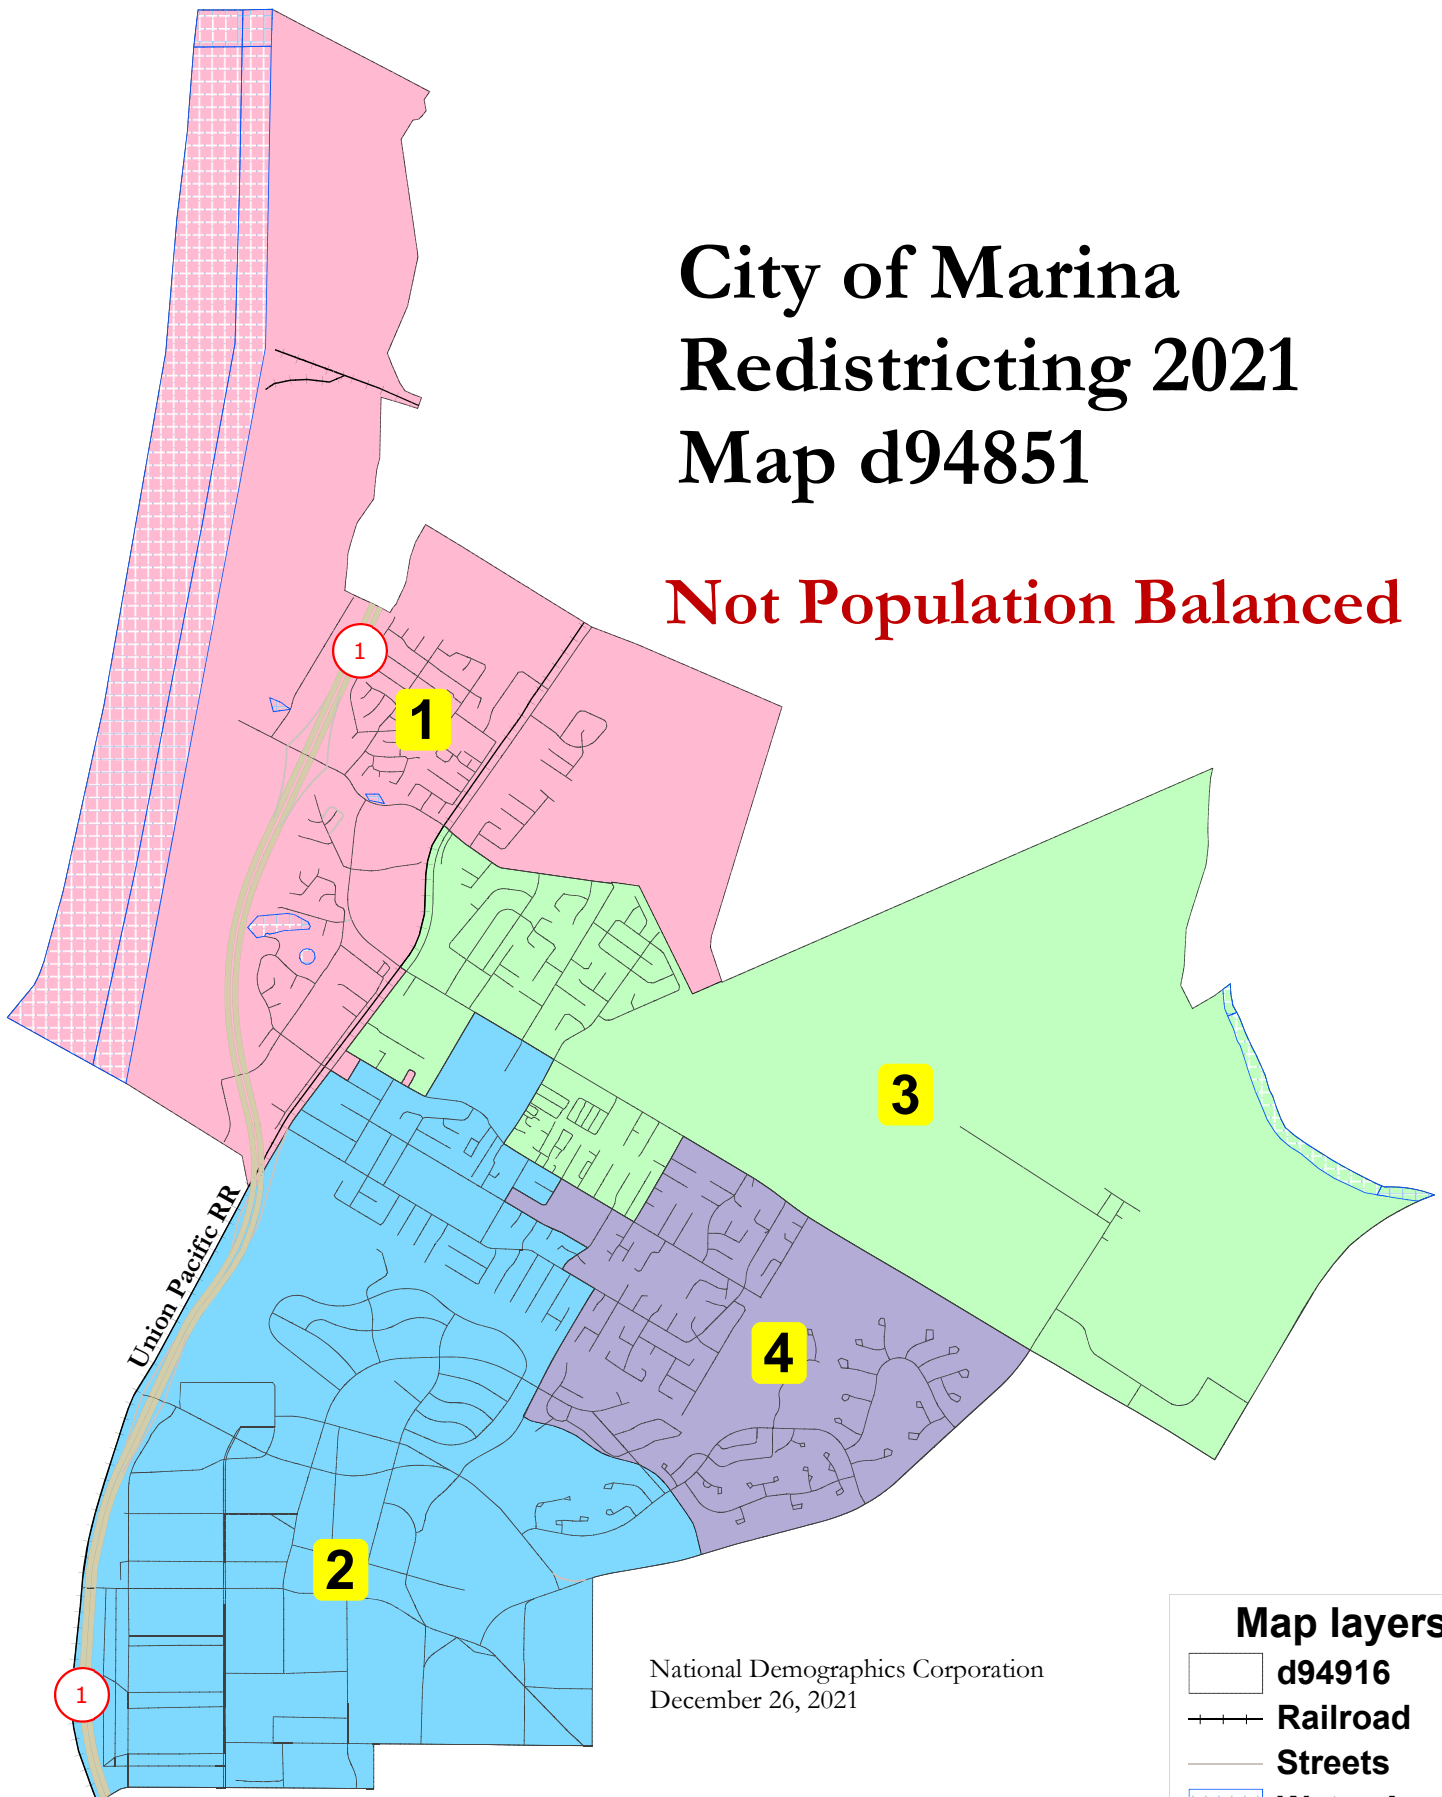 City of Marina
Redistricting 2021
Map d94851
Not Population Balanced
1
1
3
4
Union Pacific RR
2
1
National Demographics Corporation
December 26, 2021
Map layers
d94916
Railroad
Streets